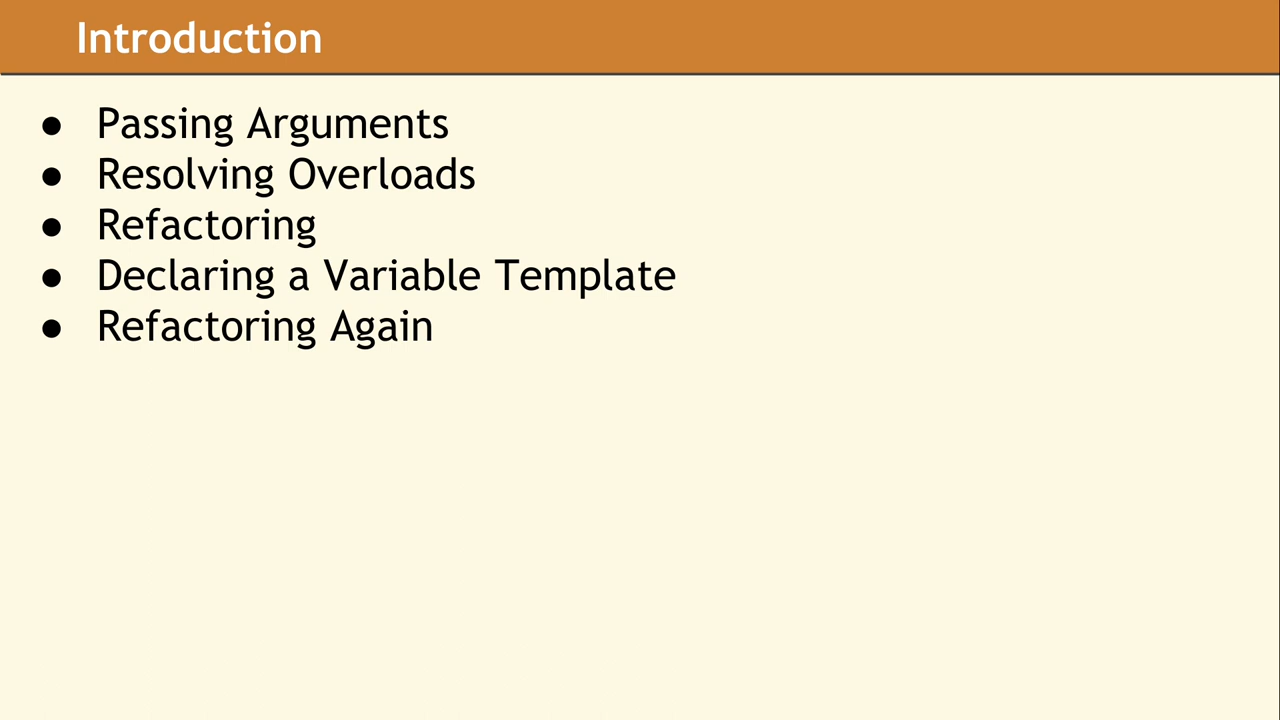 Introduction
● Passing Arguments
● Resolving Overloads
● Refactoring
● Declaring a Variable Template
● Refactoring Again